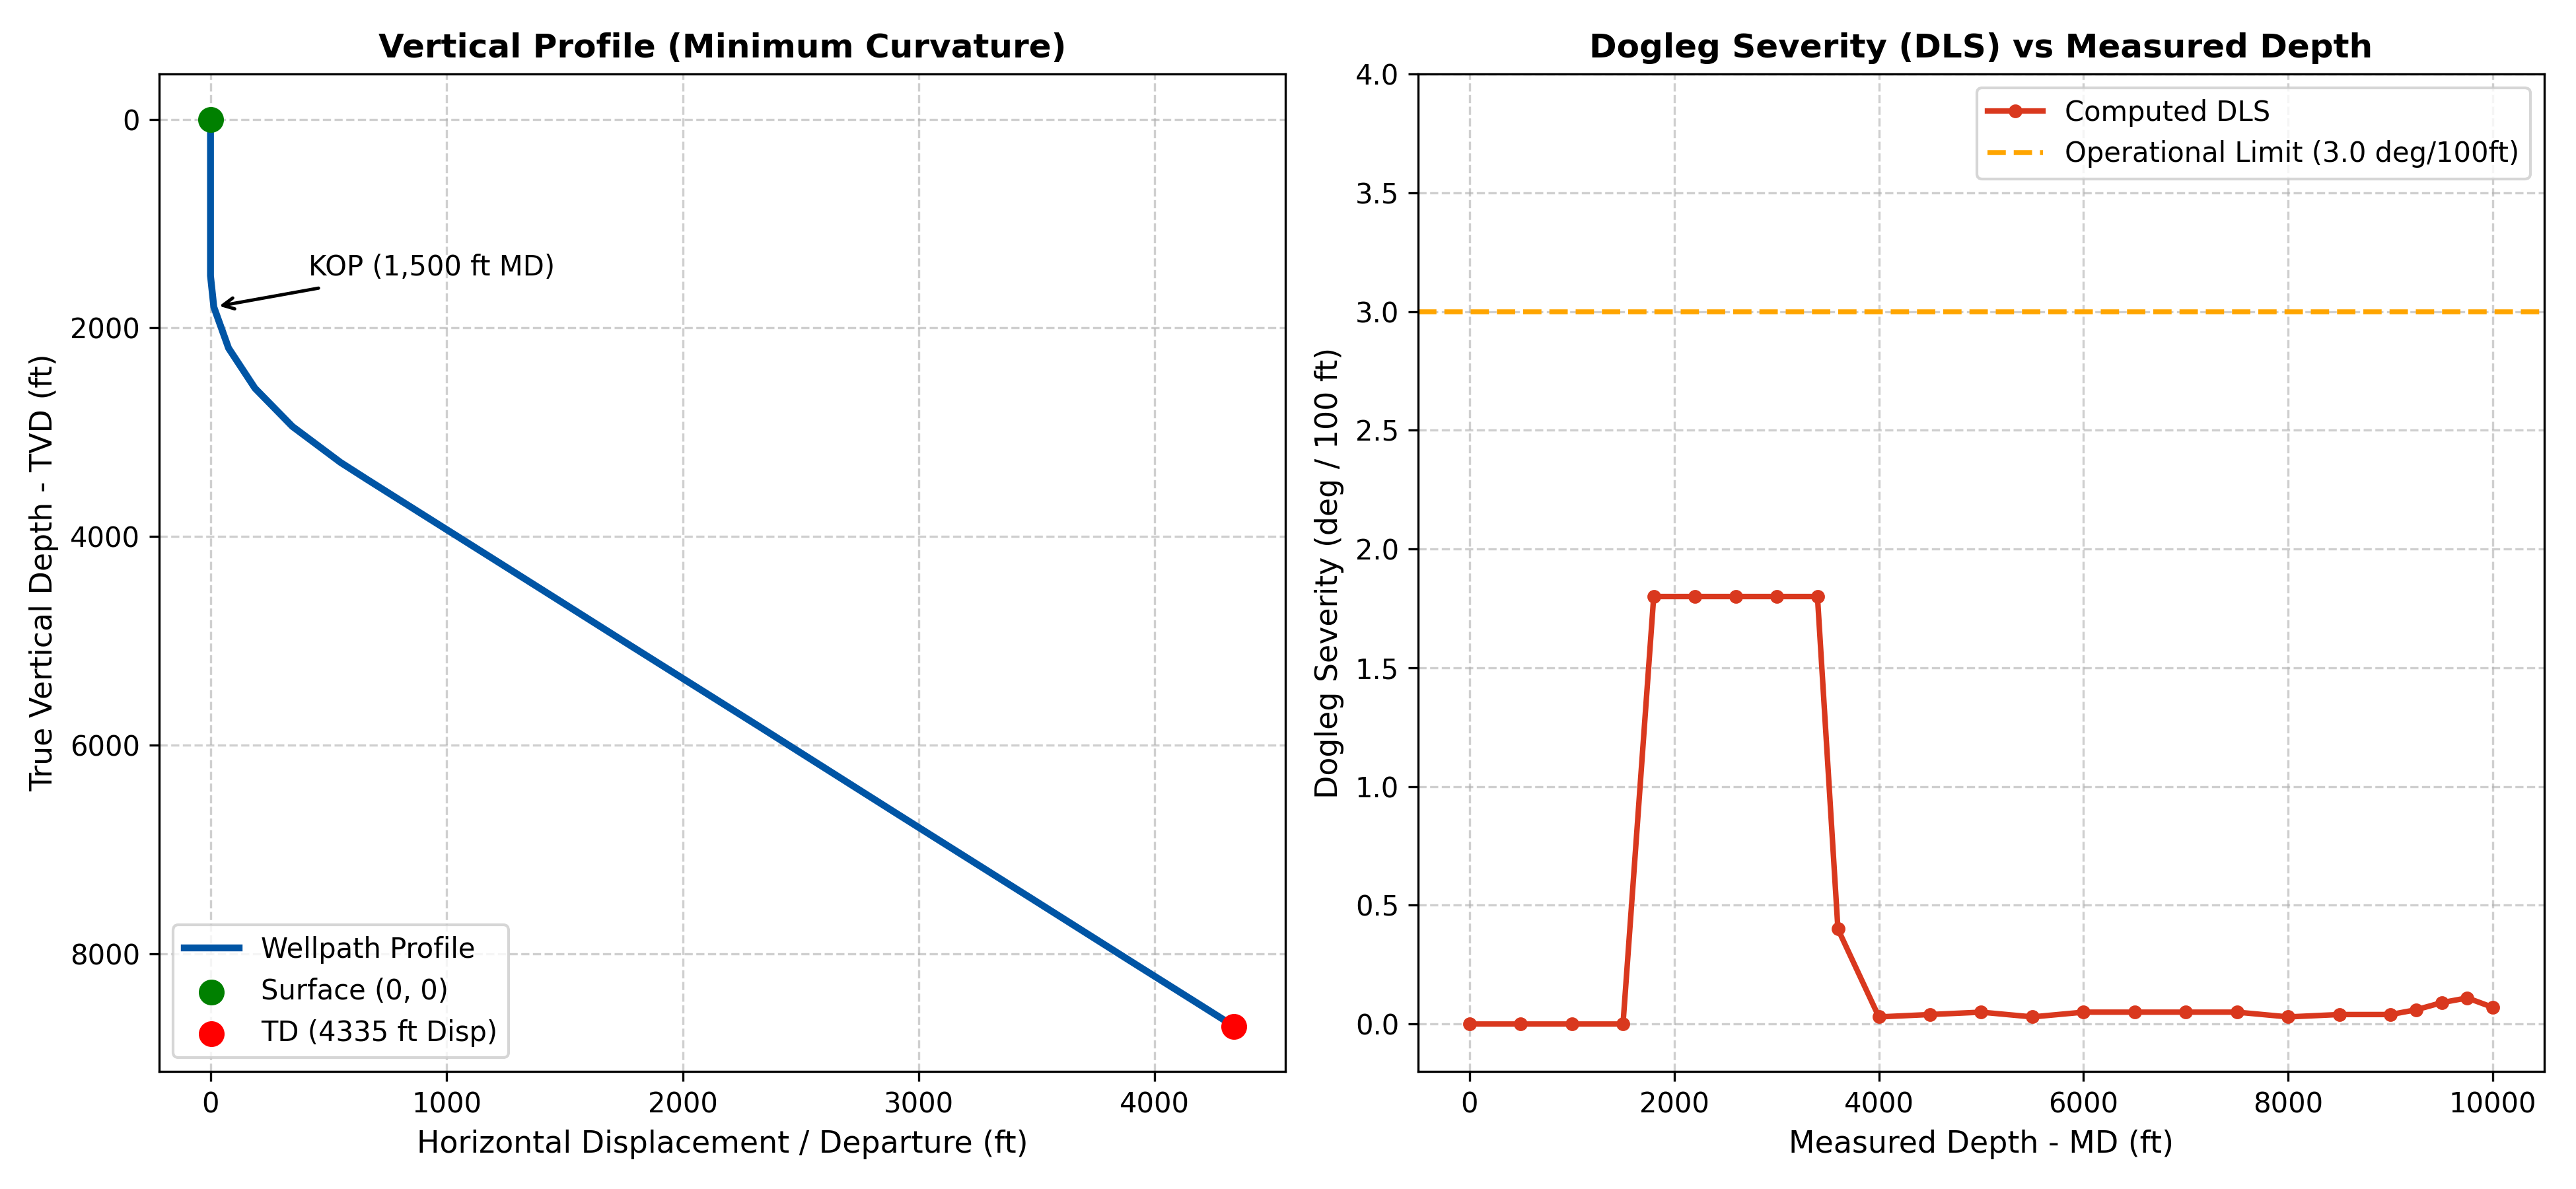 Vertical Profile (Minimum Curvature)
True Vertical Depth - TVD (ft)
0
2000
4000
6000
8000
KOP (1,500 ft MD)
Wellpath Profile
Surface (0, 0)
TD (4335 ft Disp)
0
1000
2000
3000
4000
Horizontal Displacement / Departure (ft)
Dogleg Severity (DLS) vs Measured Depth
Dogleg Severity (deg / 100 ft)
4.0
3.5
3.0
2.5
2.0
1.5
1.0
0.5
0.0
Computed DLS
Operational Limit (3.0 deg/100ft)
0
2000
4000
6000
8000
10000
Measured Depth - MD (ft)